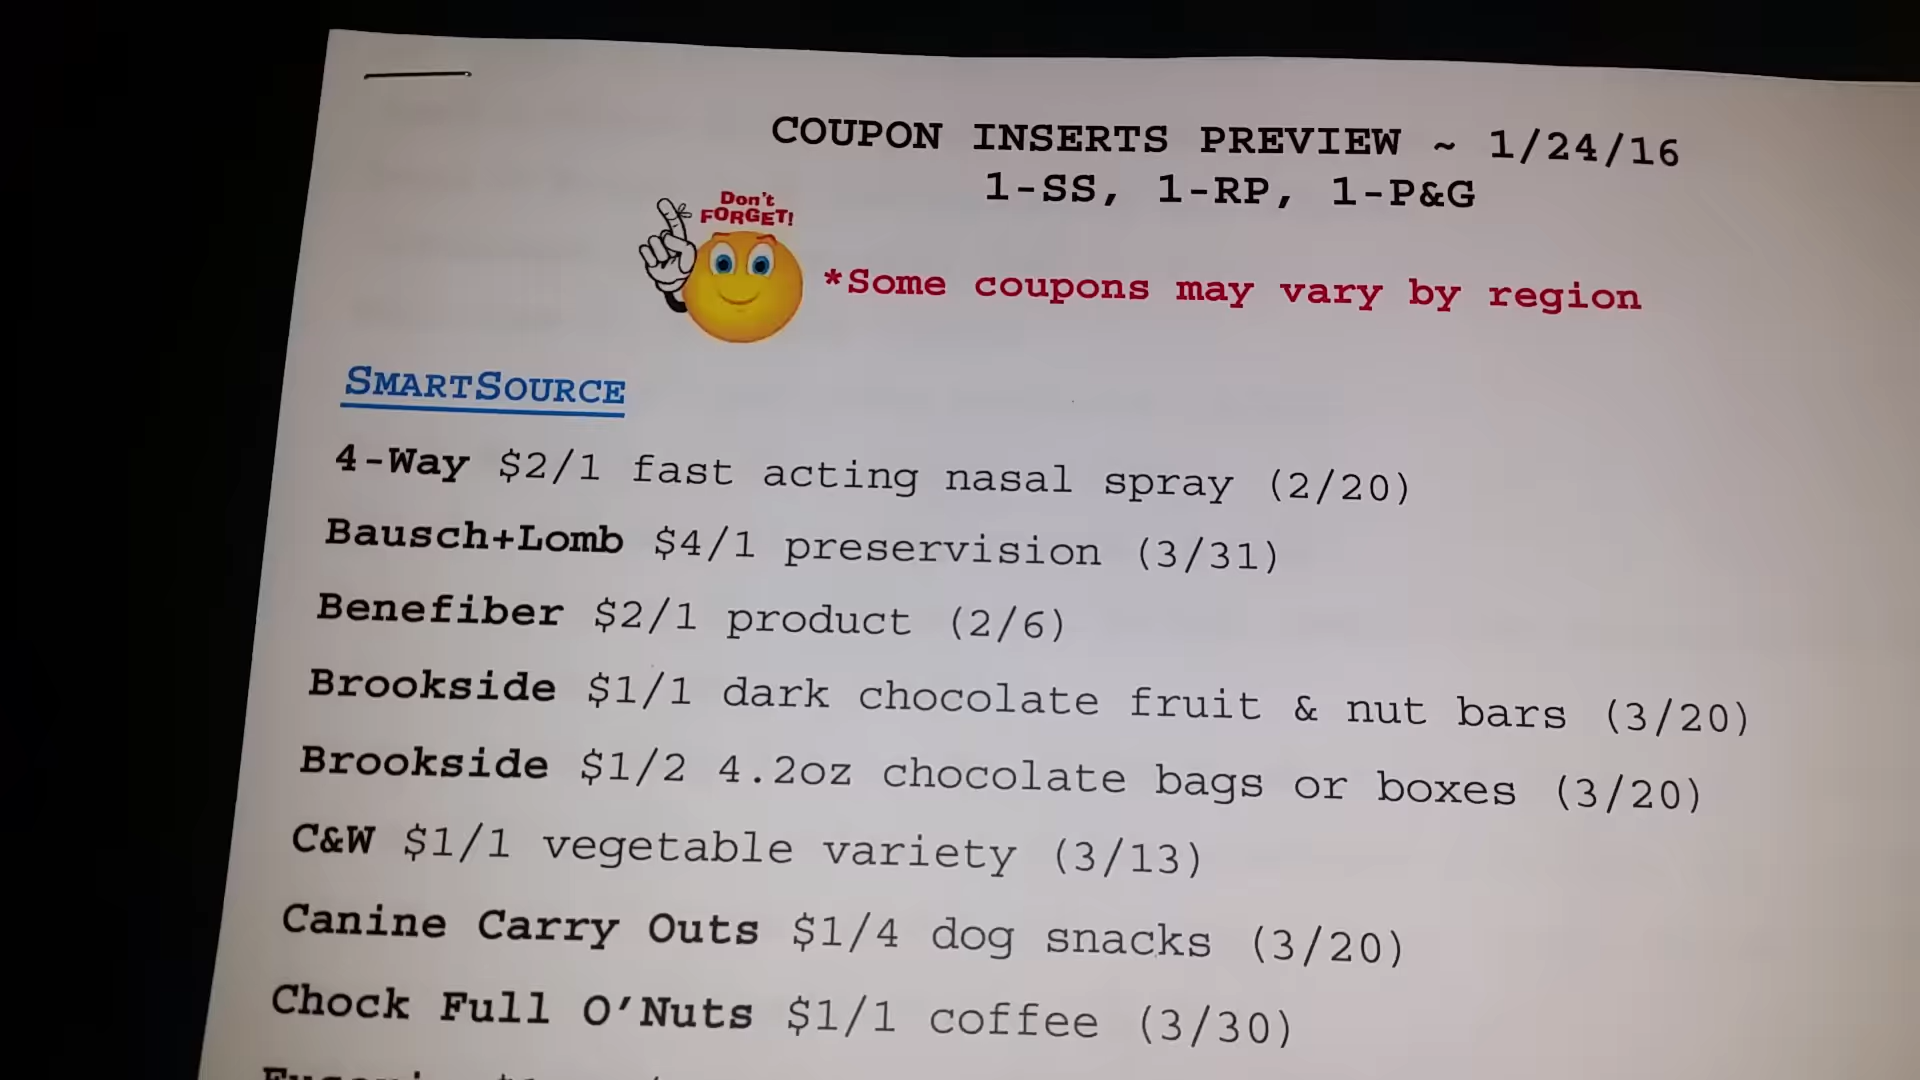 COUPON INSERTS PREVIEW ~ 1/24/16
1-SS, 1-RP, 1-P&G
Don't
FORGET!
*Some coupons may vary by region
SMARTSOURCE
4-Way $2/1 fast acting nasal spray (2/20)
Bausch+Lomb $4/1 preservision (3/31)
Benefiber $2/1 product (2/6)
Brookside $1/1 dark chocolate fruit & nut bars (3/20)
Brookside $1/2 4.2oz chocolate bags or boxes (3/20)
C&W $1/1 vegetable variety (3/13)
Canine Carry Outs $1/4 dog snacks (3/20)
Chock Full O'Nuts $1/1 coffee (3/30)